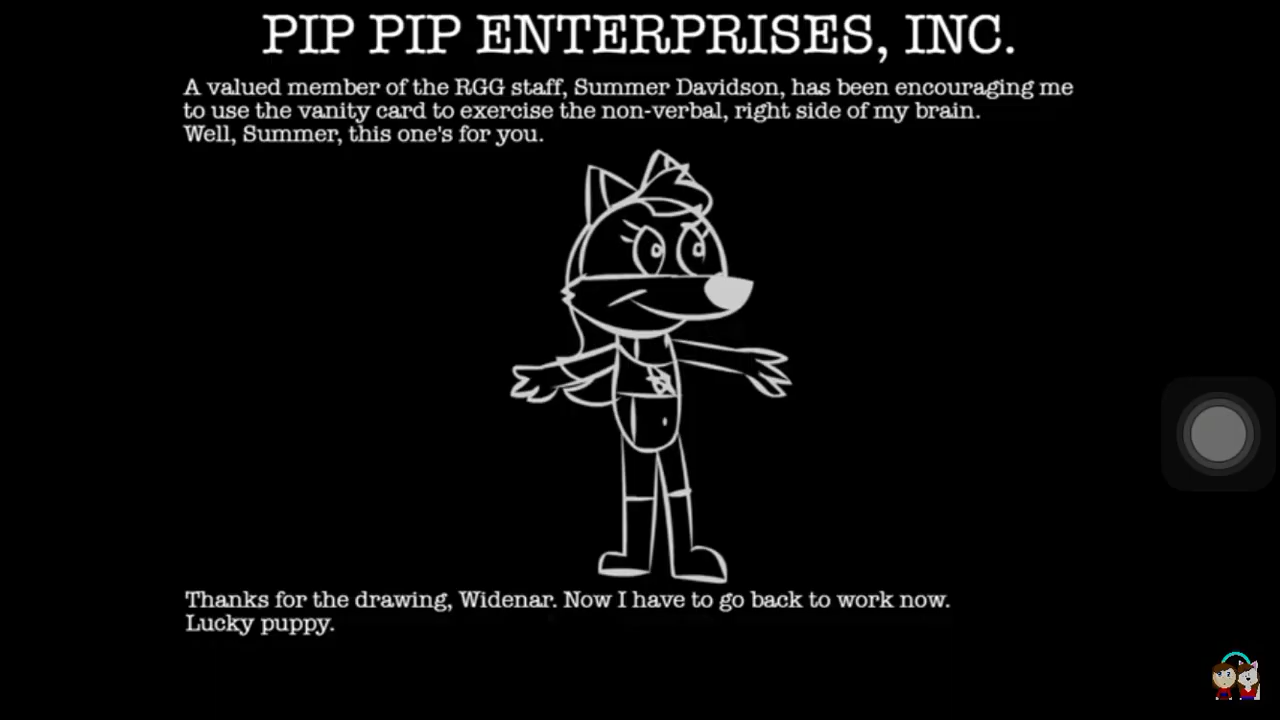 PIP PIP ENTERPRISES, INC.
A valued member of the RGG staff, Summer Davidson, has been encouraging me
to use the vanity card to exercise the non-verbal, right side of my brain.
Well, Summer, this one's for you.
Thanks for the drawing, Widenar. Now I have to go back to work now.
Lucky puppy.